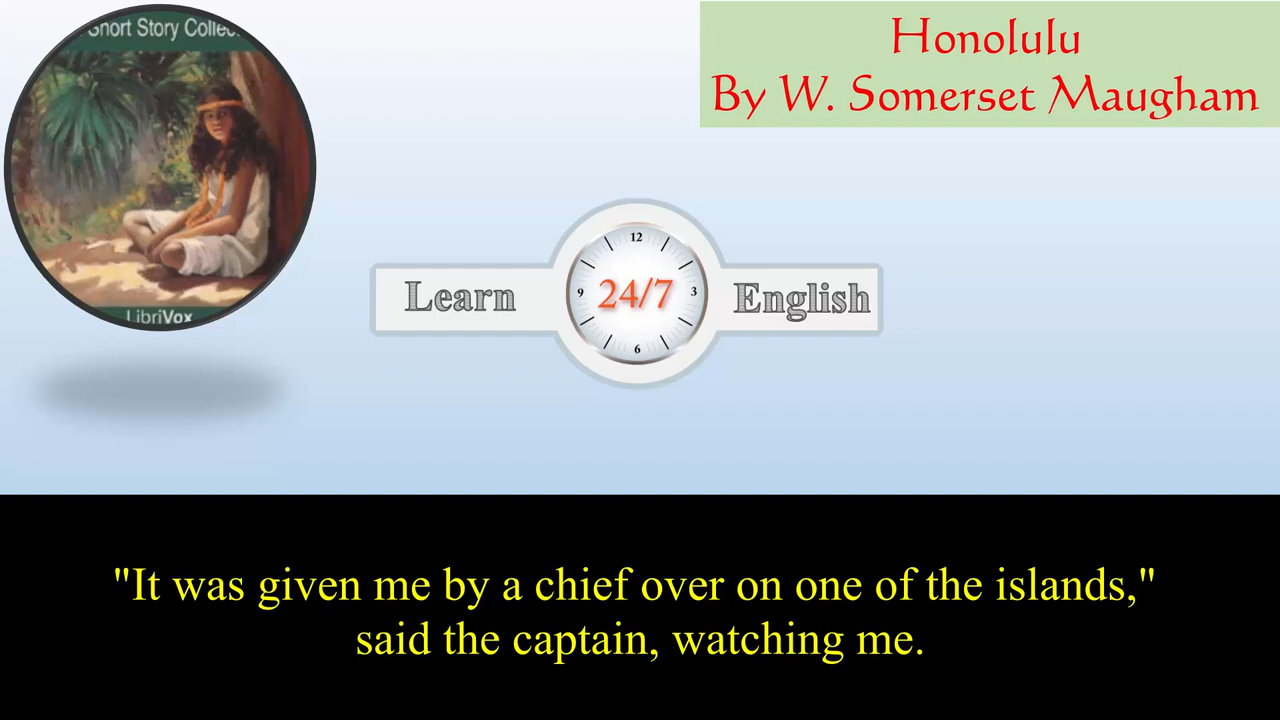 Short Story
LibriVox
Honolulu
By W. Somerset Maugham
Learn 24/7 English
12
9
3
6
"It was given me by a chief over on one of the islands,"
said the captain, watching me.